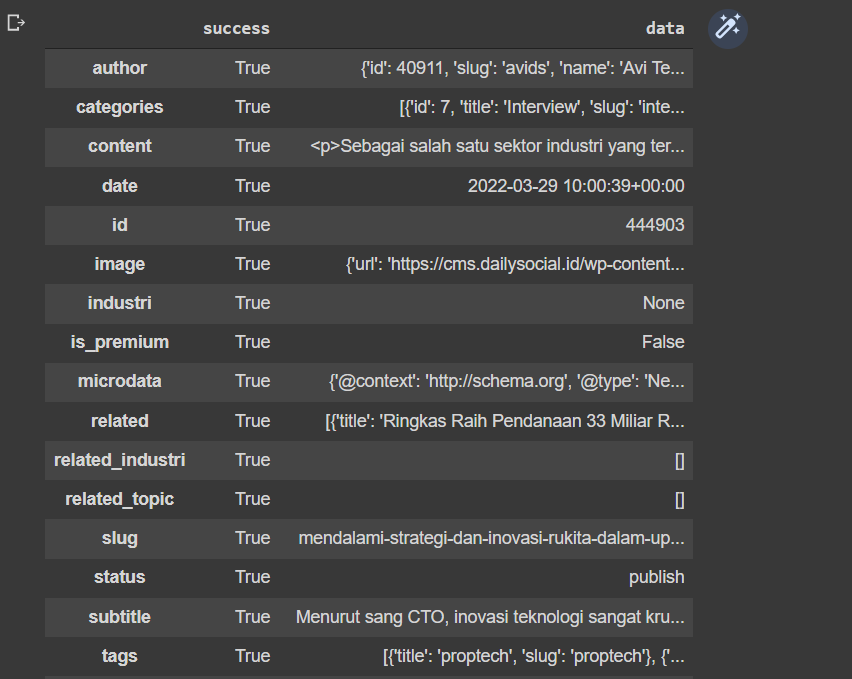 success data
author True {'id': 40911, 'slug': 'avids', 'name': 'Avi Te...
categories True [{'id': 7, 'title': 'Interview', 'slug': 'inte...
content True <p>Sebagai salah satu sektor industri yang ter...
date True 2022-03-29 10:00:39+00:00
id True 444903
image True {'url': 'https://cms.dailysocial.id/wp-content...
industri True None
is_premium True False
microdata True {'@context': 'http://schema.org', '@type': 'Ne...
related True [{'title': 'Ringkas Raih Pendanaan 33 Miliar R...
related_industri True []
related_topic True []
slug True mendalami-strategi-dan-inovasi-rukita-dalam-up...
status True publish
subtitle True Menurut sang CTO, inovasi teknologi sangat kru...
tags True [{'title': 'proptech', 'slug': 'proptech'}, {'...